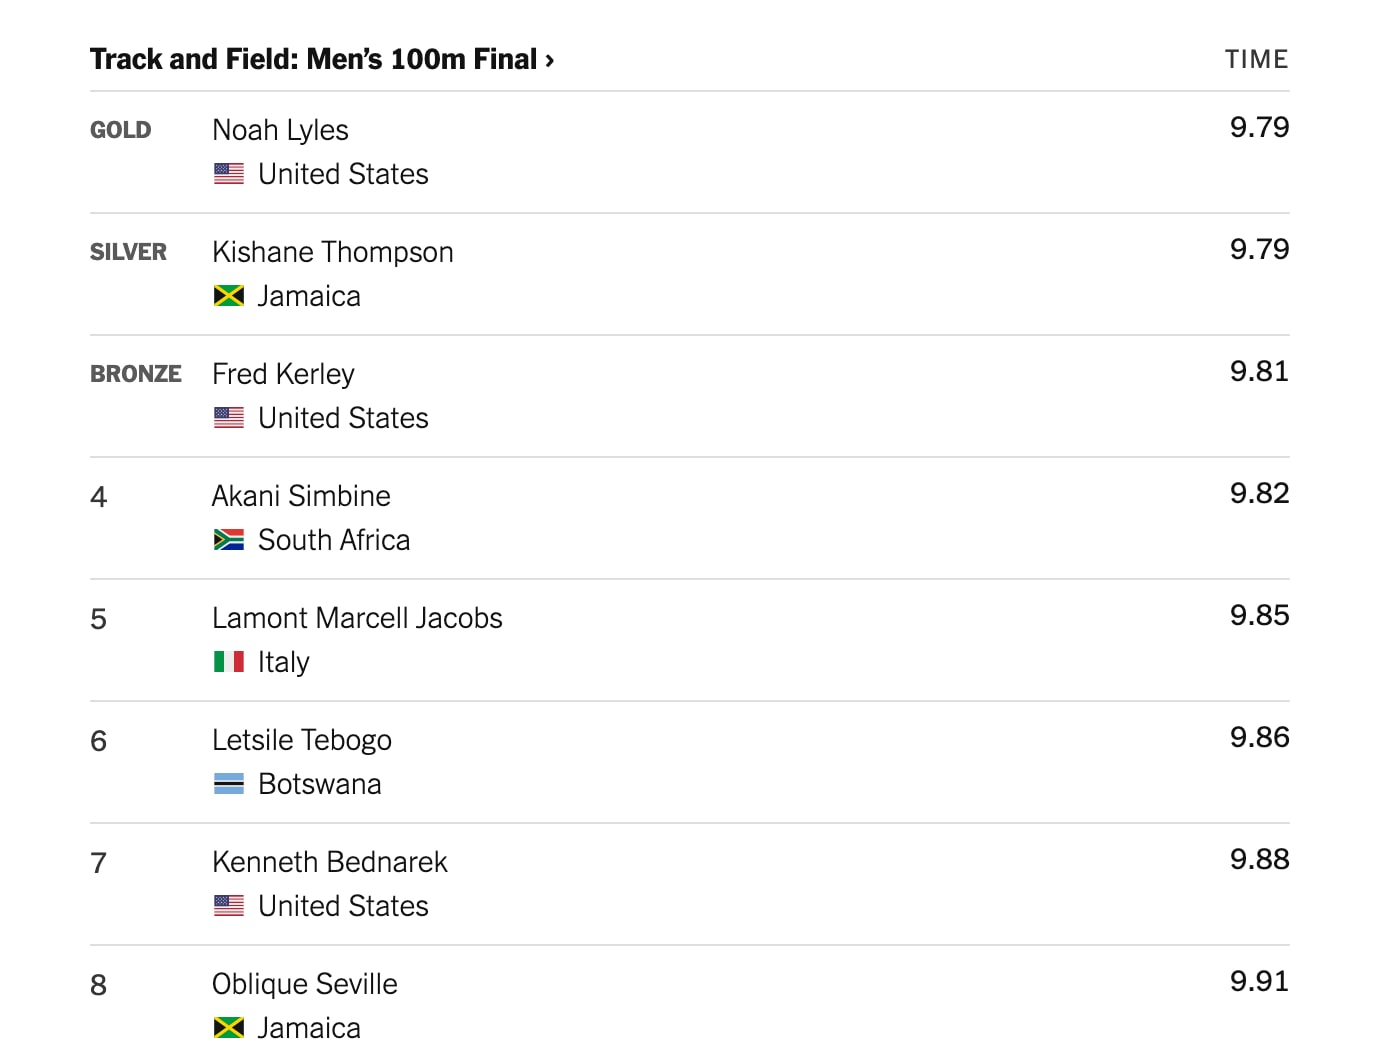 Track and Field: Men’s 100m Final › TIME
GOLD Noah Lyles 9.79
United States
SILVER Kishane Thompson 9.79
Jamaica
BRONZE Fred Kerley 9.81
United States
4 Akani Simbine 9.82
South Africa
5 Lamont Marcell Jacobs 9.85
Italy
6 Letsile Tebogo 9.86
Botswana
7 Kenneth Bednarek 9.88
United States
8 Oblique Seville 9.91
Jamaica